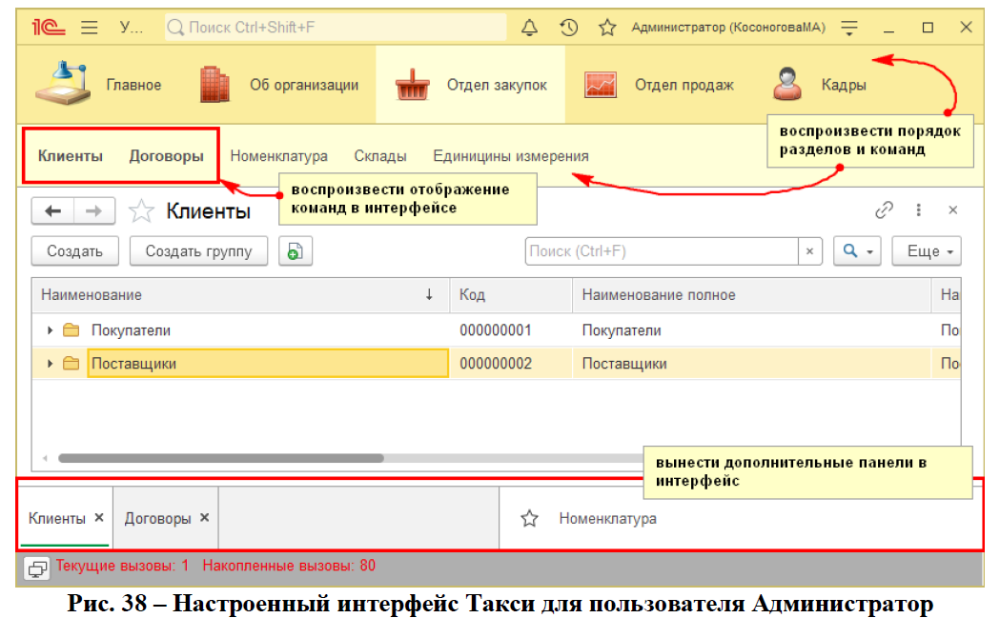 1С У... Поиск Ctrl+Shift+F Администратор (КосоноговаМА)
Главное Об организации Отдел закупок Отдел продаж Кадры
воспроизвести порядок
разделов и команд
Клиенты Договоры Номенклатура Склады Единицины измерения
воспроизвести отображение
команд в интерфейсе
Клиенты
Создать Создать группу Поиск (Ctrl+F) × Еще
Наименование ↓ Код Наименование полное На
Покупатели 000000001 Покупатели По
Поставщики 000000002 Поставщики По
вынести дополнительные панели в
интерфейс
Клиенты × Договоры × Номенклатура
Текущие вызовы: 1 Накопленные вызовы: 80
Рис. 38 – Настроенный интерфейс Такси для пользователя Администратор